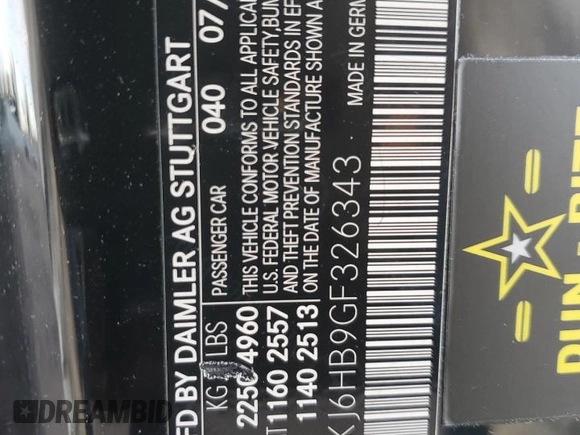 FD BY DAIMLER AG STUTTGART
PASSENGER CAR 040 07/
KG LBS
2250 4960
1160 2557
1140 2513
THIS VEHICLE CONFORMS TO ALL APPLICA
U.S. FEDERAL MOTOR VEHICLE SAFETY, BUM
AND THEFT PREVENTION STANDARDS IN EF
ON THE DATE OF MANUFACTURE SHOWN A
KJ6HB9GF326343
MADE IN GERM
RUN
DREAMBID